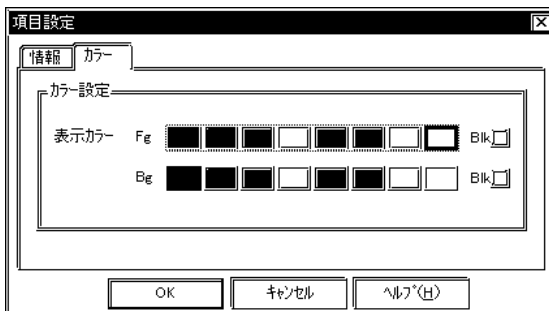 項目設定
情報 カラー
カラー設定
表示カラー Fg Blk
Bg Blk
OK キャンセル ヘルプ(H)